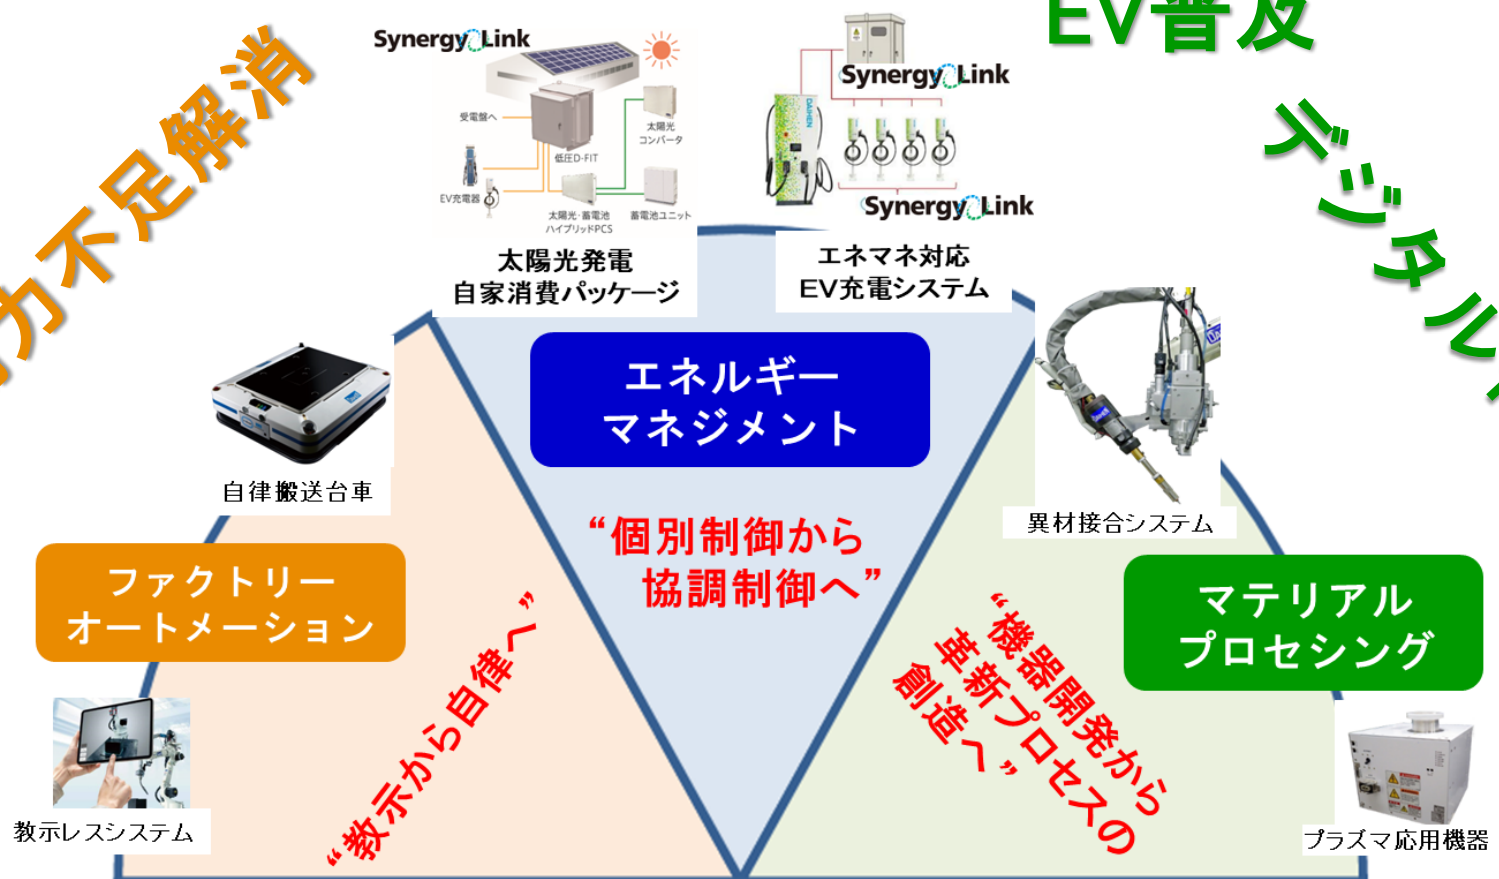 力不足解消
EV普及
デジタル
Synergy Link
受電盤へ
低圧D-FIT
太陽光
コンバータ
EV充電器
太陽光・蓄電池
ハイブリッドPCS
蓄電池ユニット
太陽光発電
自家消費パッケージ
Synergy Link
DAIHEN
Synergy Link
エネマネ対応
EV充電システム
エネルギー
マネジメント
“個別制御から
協調制御へ”
自律搬送台車
ファクトリー
オートメーション
“教示から自律へ”
教示レスシステム
異材接合システム
マテリアル
プロセシング
“機器開発から
革新プロセスの
創造へ”
プラズマ応用機器